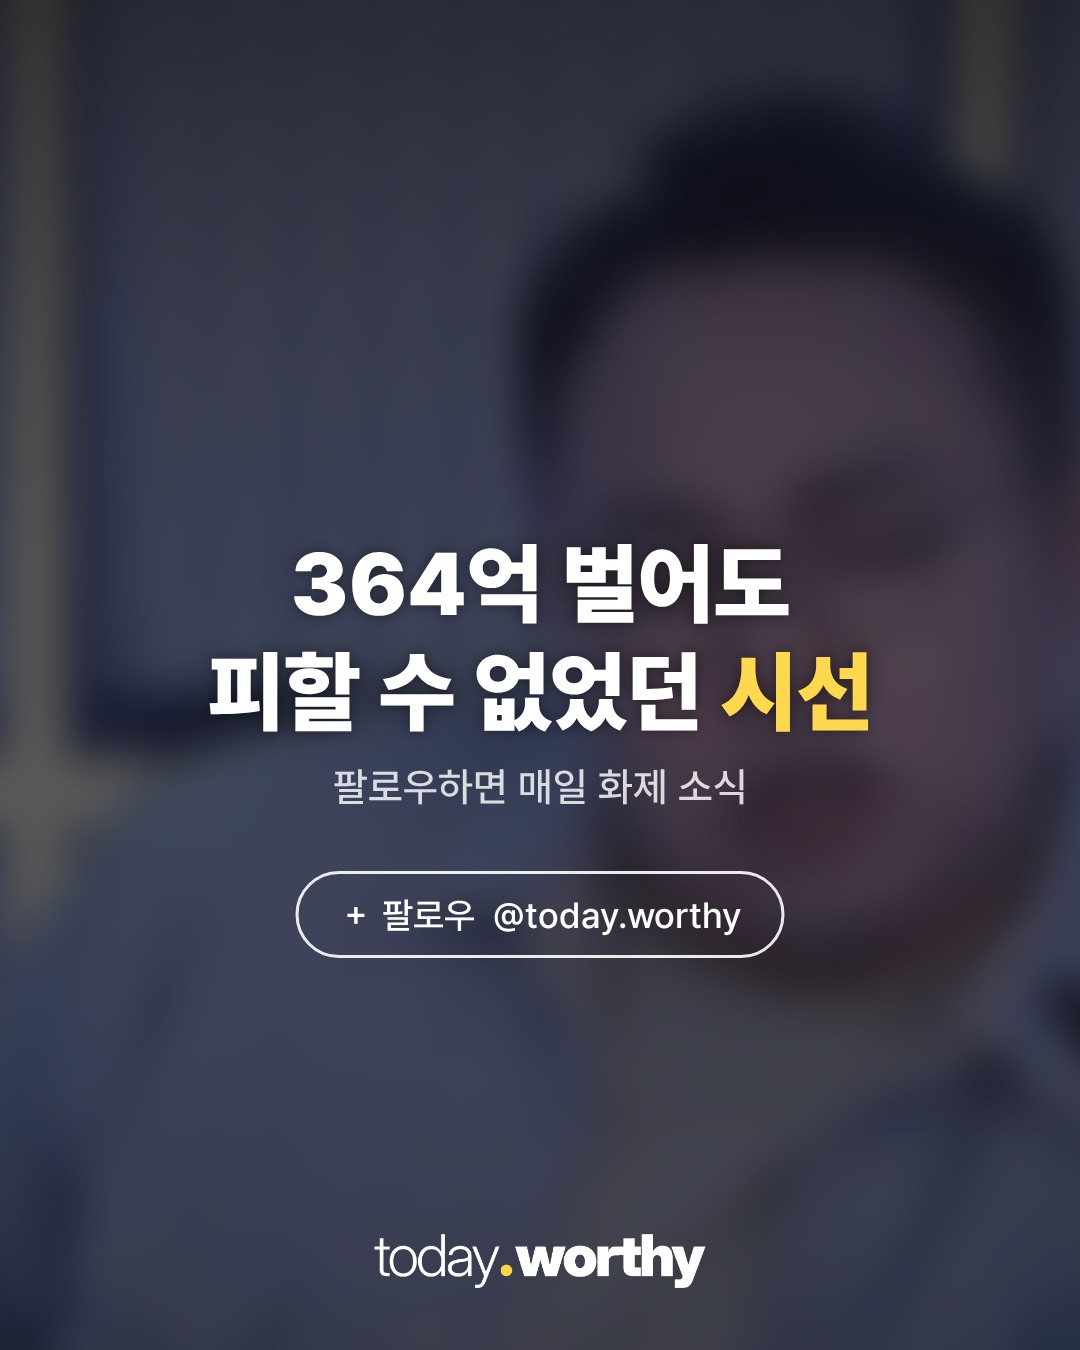 364억 벌어도
피할 수 없었던 시선
팔로우하면 매일 화제 소식
+ 팔로우 @today.worthy
today.worthy